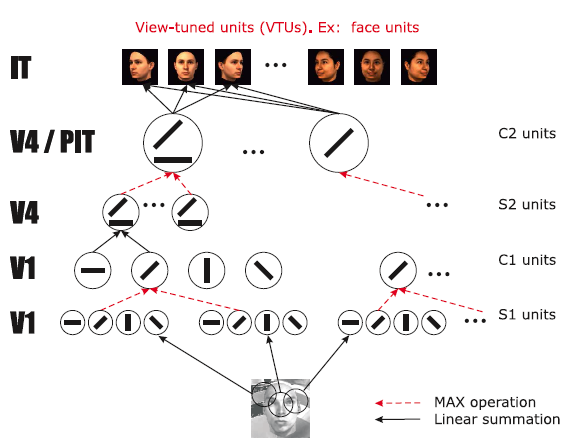 View-tuned units (VTUs). Ex: face units
IT
...
V4 / PIT
...
C2 units
V4
...
...
S2 units
V1
...
C1 units
V1
...
S1 units
MAX operation
Linear summation